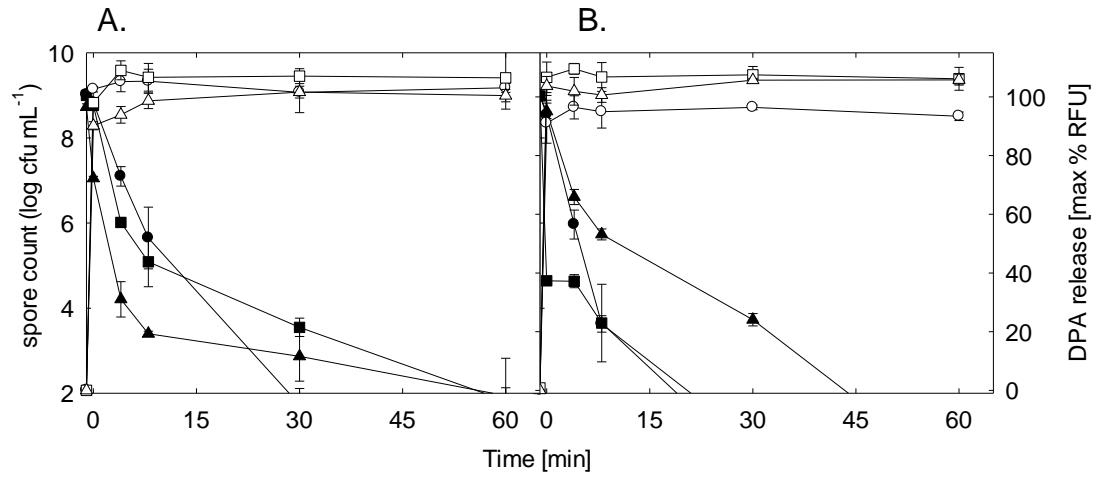 A. B.
10
8
6
4
2
spore count (log cfu mL⁻¹)
0 15 30 45 60 0 15 30 45 60
Time [min]
100
80
60
40
20
0
DPA release [max % RFU]